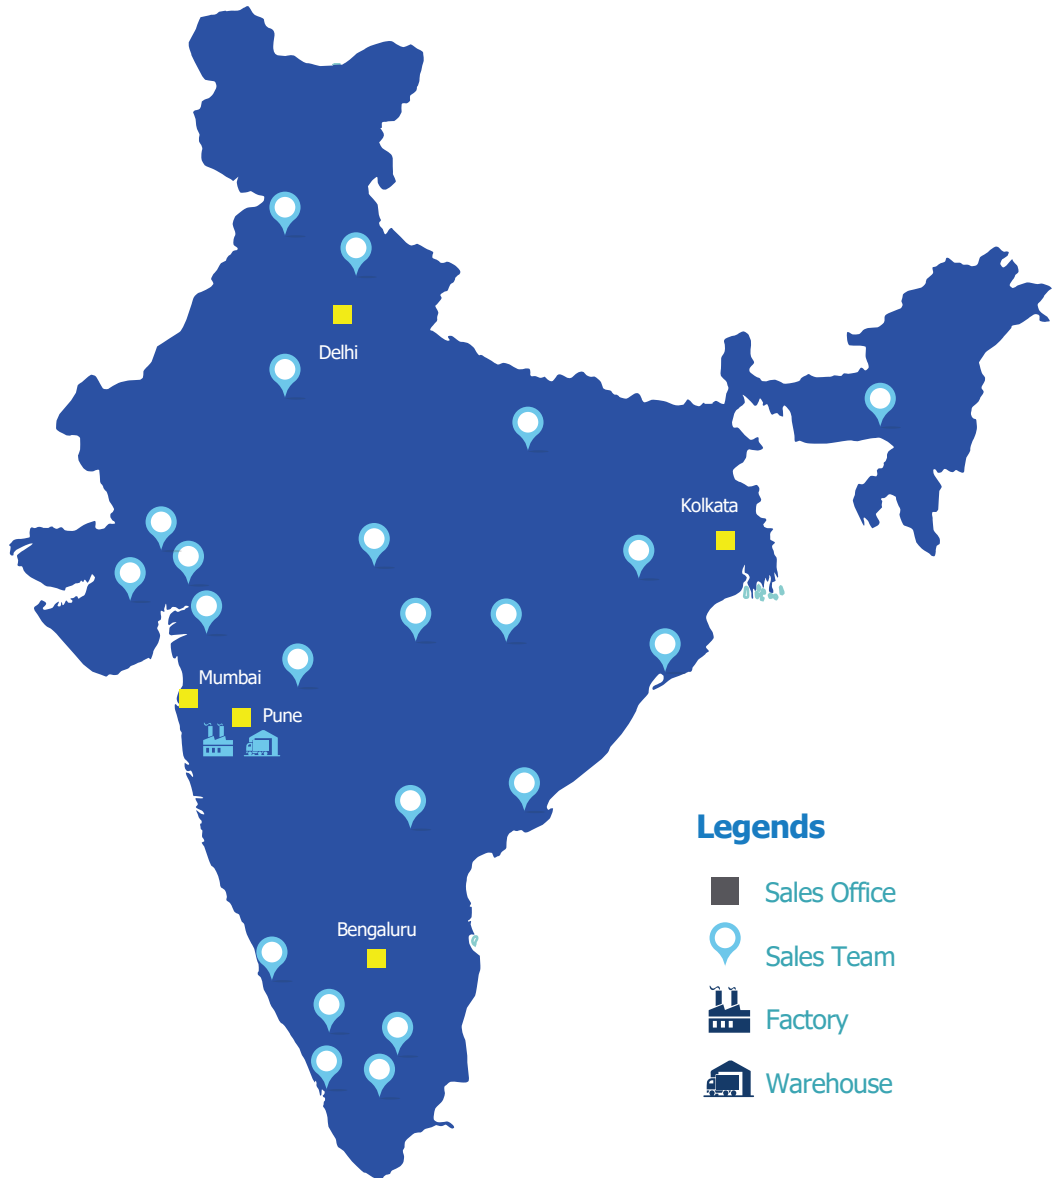 Delhi
Kolkata
Mumbai
Pune
Bengaluru
Legends
Sales Office
Sales Team
Factory
Warehouse